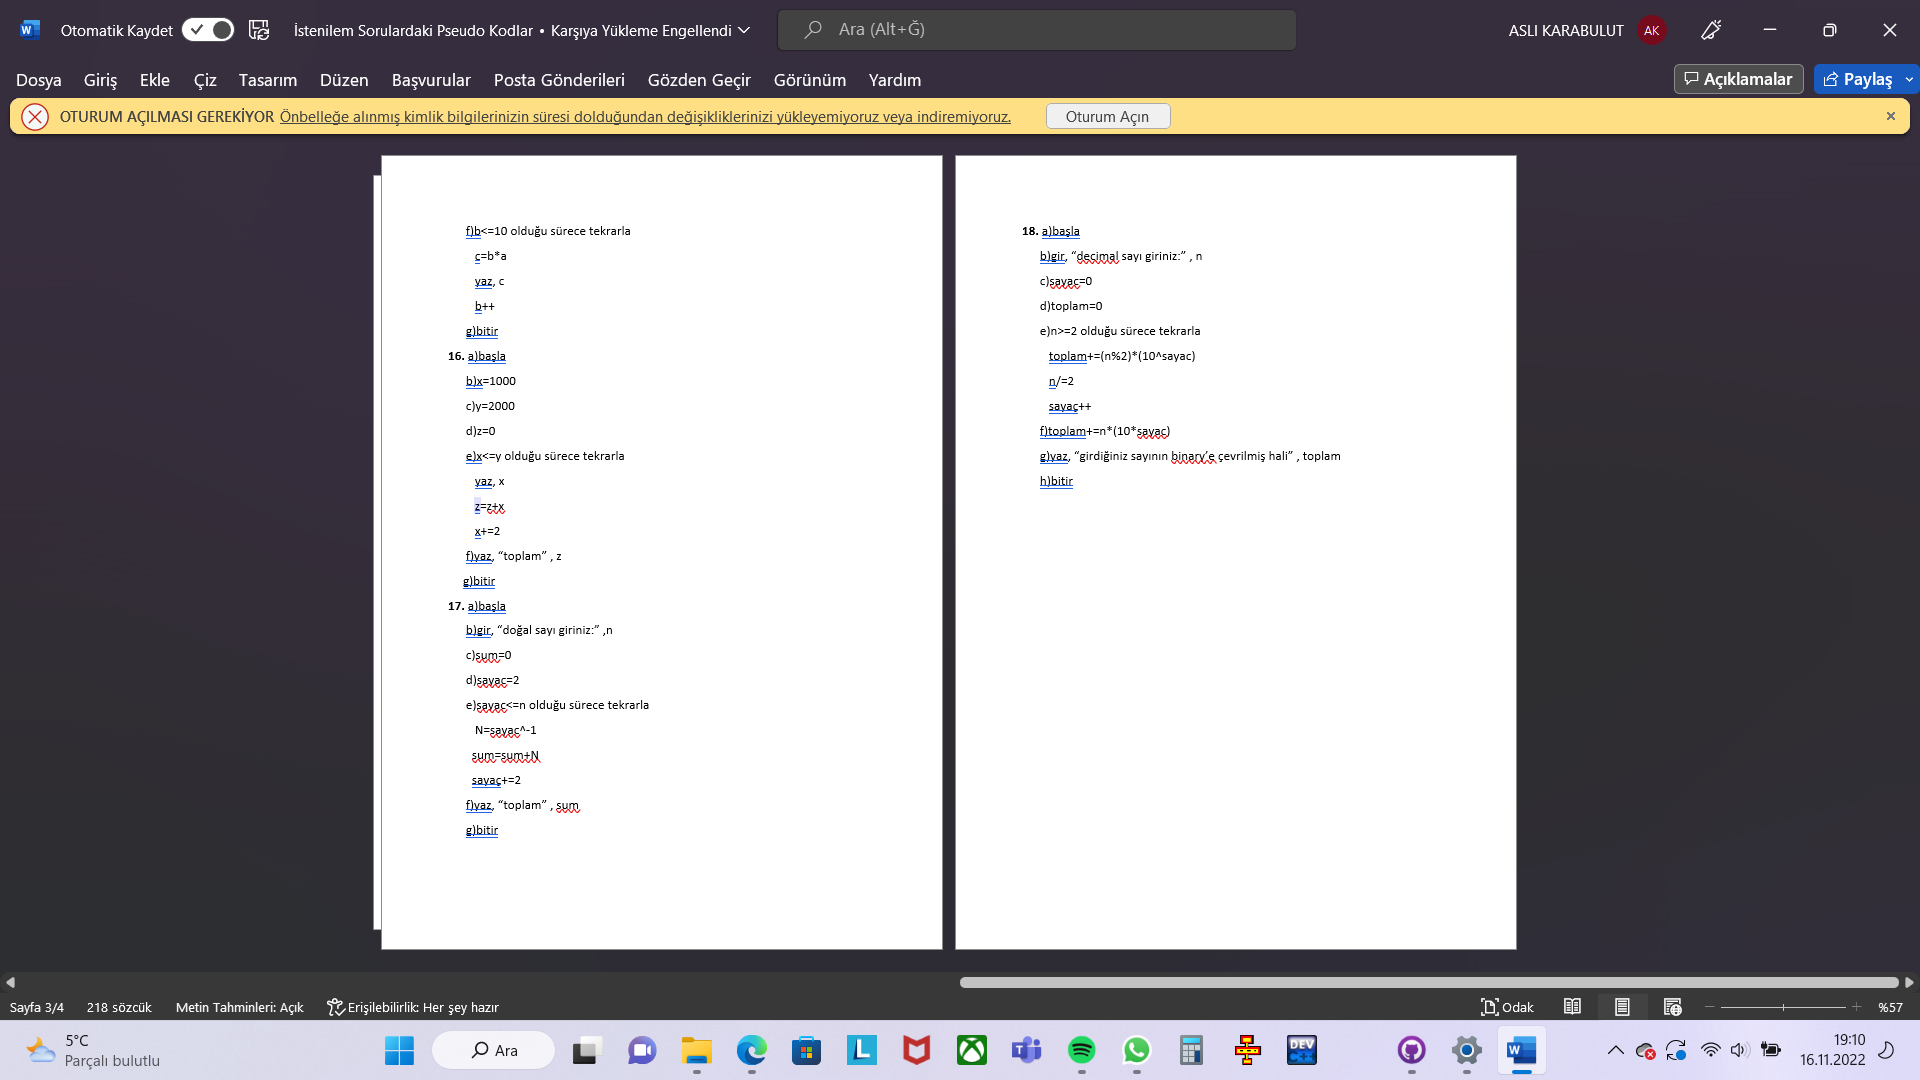 Otomatik Kaydet
İstenilem Sorulardaki Pseudo Kodlar • Karşıya Yükleme Engellendi
Ara (Alt+Ğ)
ASLI KARABULUT
AK
Dosya Giriş Ekle Çiz Tasarım Düzen Başvurular Posta Gönderileri Gözden Geçir Görünüm Yardım
Açıklamalar
Paylaş
OTURUM AÇILMASI GEREKİYOR Önbelleğe alınmış kimlik bilgilerinizin süresi dolduğundan değişikliklerinizi yükleyemiyoruz veya indiremiyoruz.
Oturum Açın
f)b<=10 olduğu sürece tekrarla
c=b*a
yaz, c
b++
g)bitir
16. a)başla
b)x=1000
c)y=2000
d)z=0
e)x<=y olduğu sürece tekrarla
yaz, x
z=z+x
x+=2
f)yaz, “toplam” , z
g)bitir
17. a)başla
b)gir, “doğal sayı giriniz:” ,n
c)sum=0
d)sayac=2
e)sayac<=n olduğu sürece tekrarla
N=sayac^-1
sum=sum+N
sayaç+=2
f)yaz, “toplam” , sum
g)bitir
18. a)başla
b)gir, “decimal sayı giriniz:” , n
c)sayac=0
d)toplam=0
e)n>=2 olduğu sürece tekrarla
toplam+=(n%2)*(10^sayac)
n/=2
sayaç++
f)toplam+=n*(10*sayac)
g)yaz, “girdiğiniz sayının binary’e çevrilmiş hali” , toplam
h)bitir
Sayfa 3/4 218 sözcük Metin Tahminleri: Açık Erişilebilirlik: Her şey hazır
Odak
%57
5°C
Parçalı bulutlu
Ara
DEV
19:10
16.11.2022